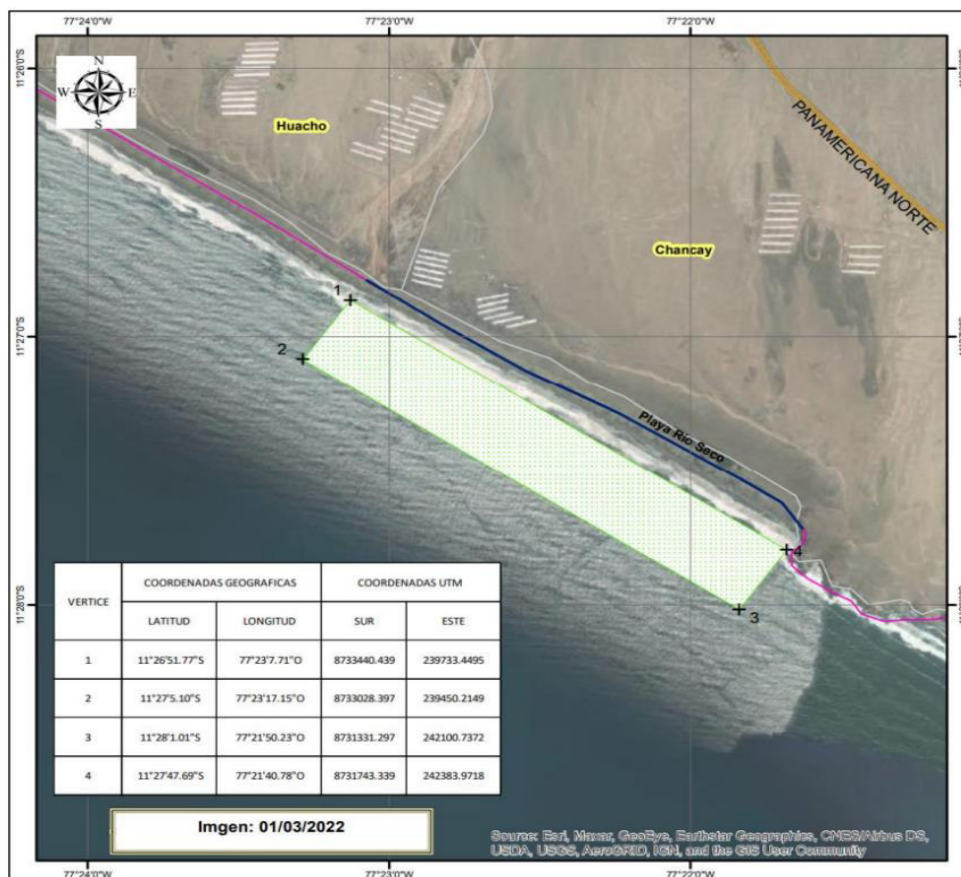 77°24'0"W 77°23'0"W 77°22'0"W
11°26'0"S
N
W E
S
Huacho
PANAMERICANA NORTE
Chancay
1
11°27'0"S
2
Playa Rio Seco
4
11°28'0"S
3
VERTICE COORDENADAS GEOGRAFICAS COORDENADAS UTM
LATITUD LONGITUD SUR ESTE
1 11°26'51.77"S 77°23'7.71"O 8733440.439 239733.4495
2 11°27'5.10"S 77°23'17.15"O 8733028.397 239450.2149
3 11°28'1.01"S 77°21'50.23"O 8731331.297 242100.7372
4 11°27'47.69"S 77°21'40.78"O 8731743.339 242383.9718
Imgen: 01/03/2022
Source: Esri, Maxar, GeoEye, Earthstar Geographics, CNES/Airbus DS,
USDA, USGS, AeroGRID, IGN, and the GIS User Community
77°24'0"W 77°23'0"W 77°22'0"W